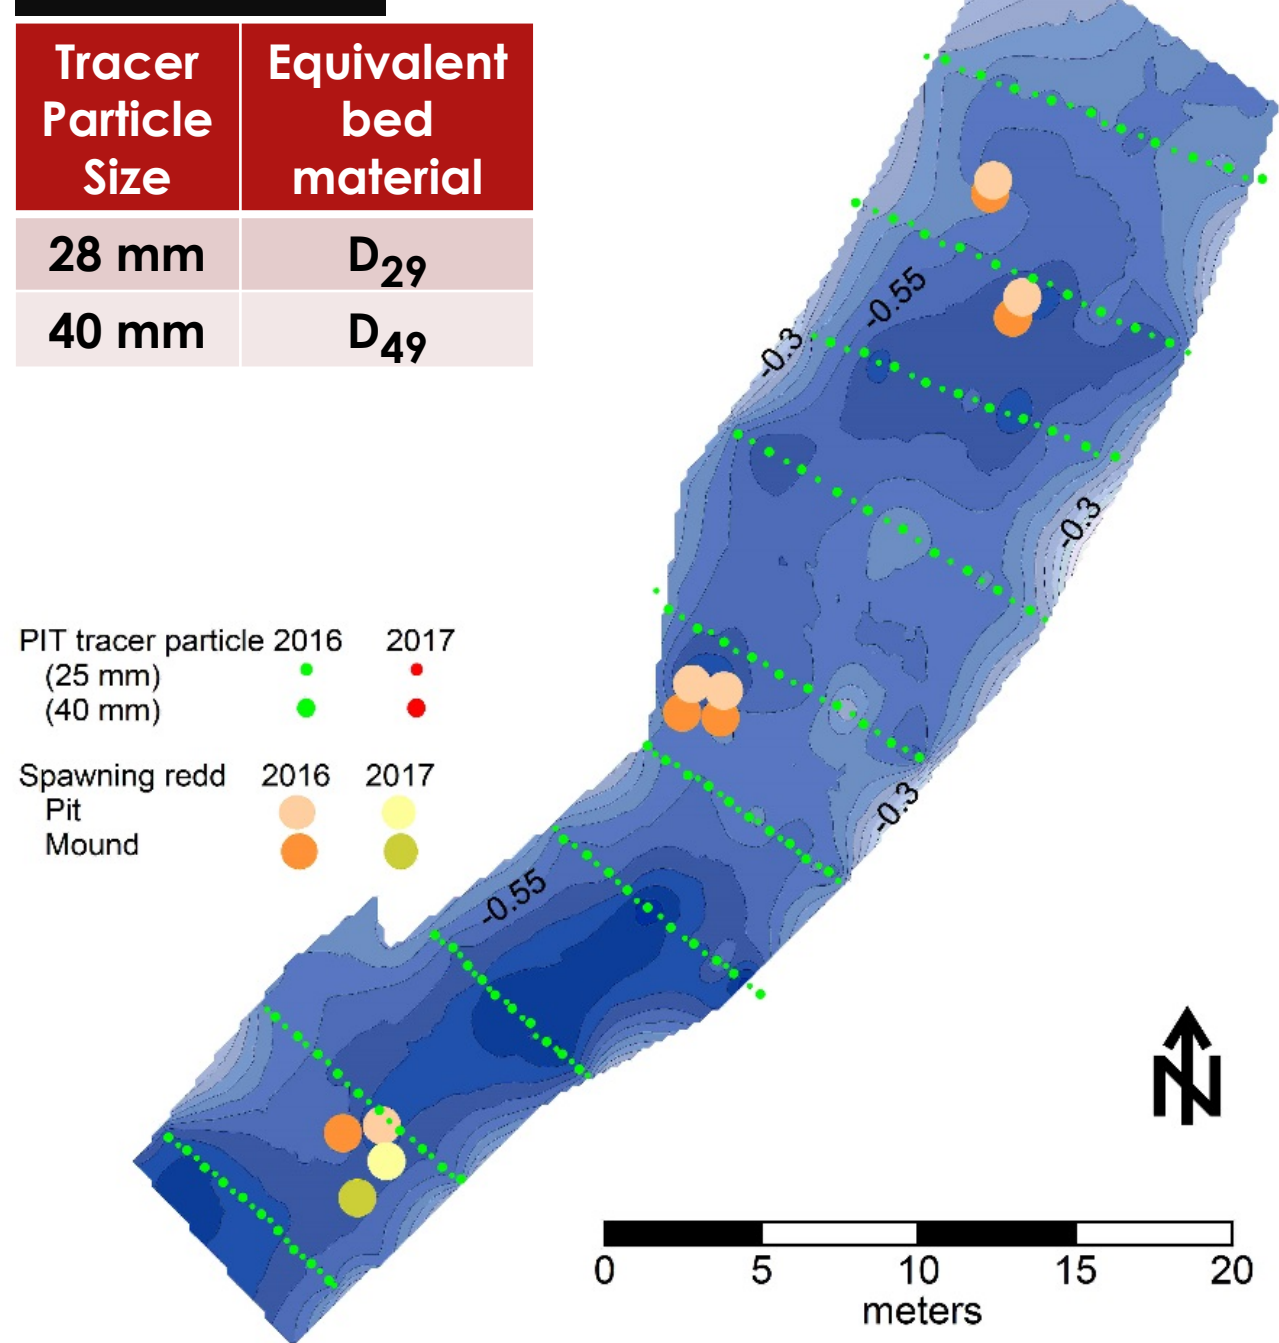 Tracer Particle Size
Equivalent bed material
28 mm D29
40 mm D49
-0.55
-0.3
-0.3
PIT tracer particle 2016 2017
(25 mm)
(40 mm)
-0.3
Spawning redd 2016 2017
Pit
Mound
-0.55
N
0 5 10 15 20
meters